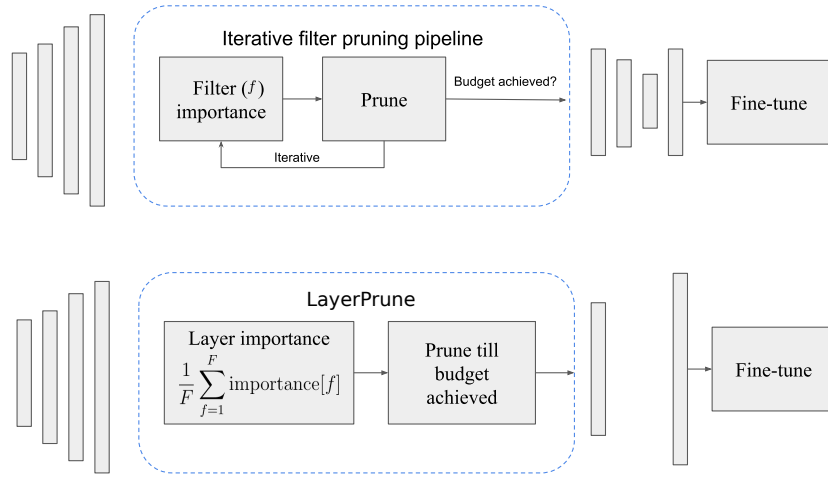 Iterative filter pruning pipeline
Filter (f)
importance
Prune
Budget achieved?
Iterative
Fine-tune
LayerPrune
Layer importance
1/F ∑_{f=1}^{F} importance[f]
Prune till
budget
achieved
Fine-tune